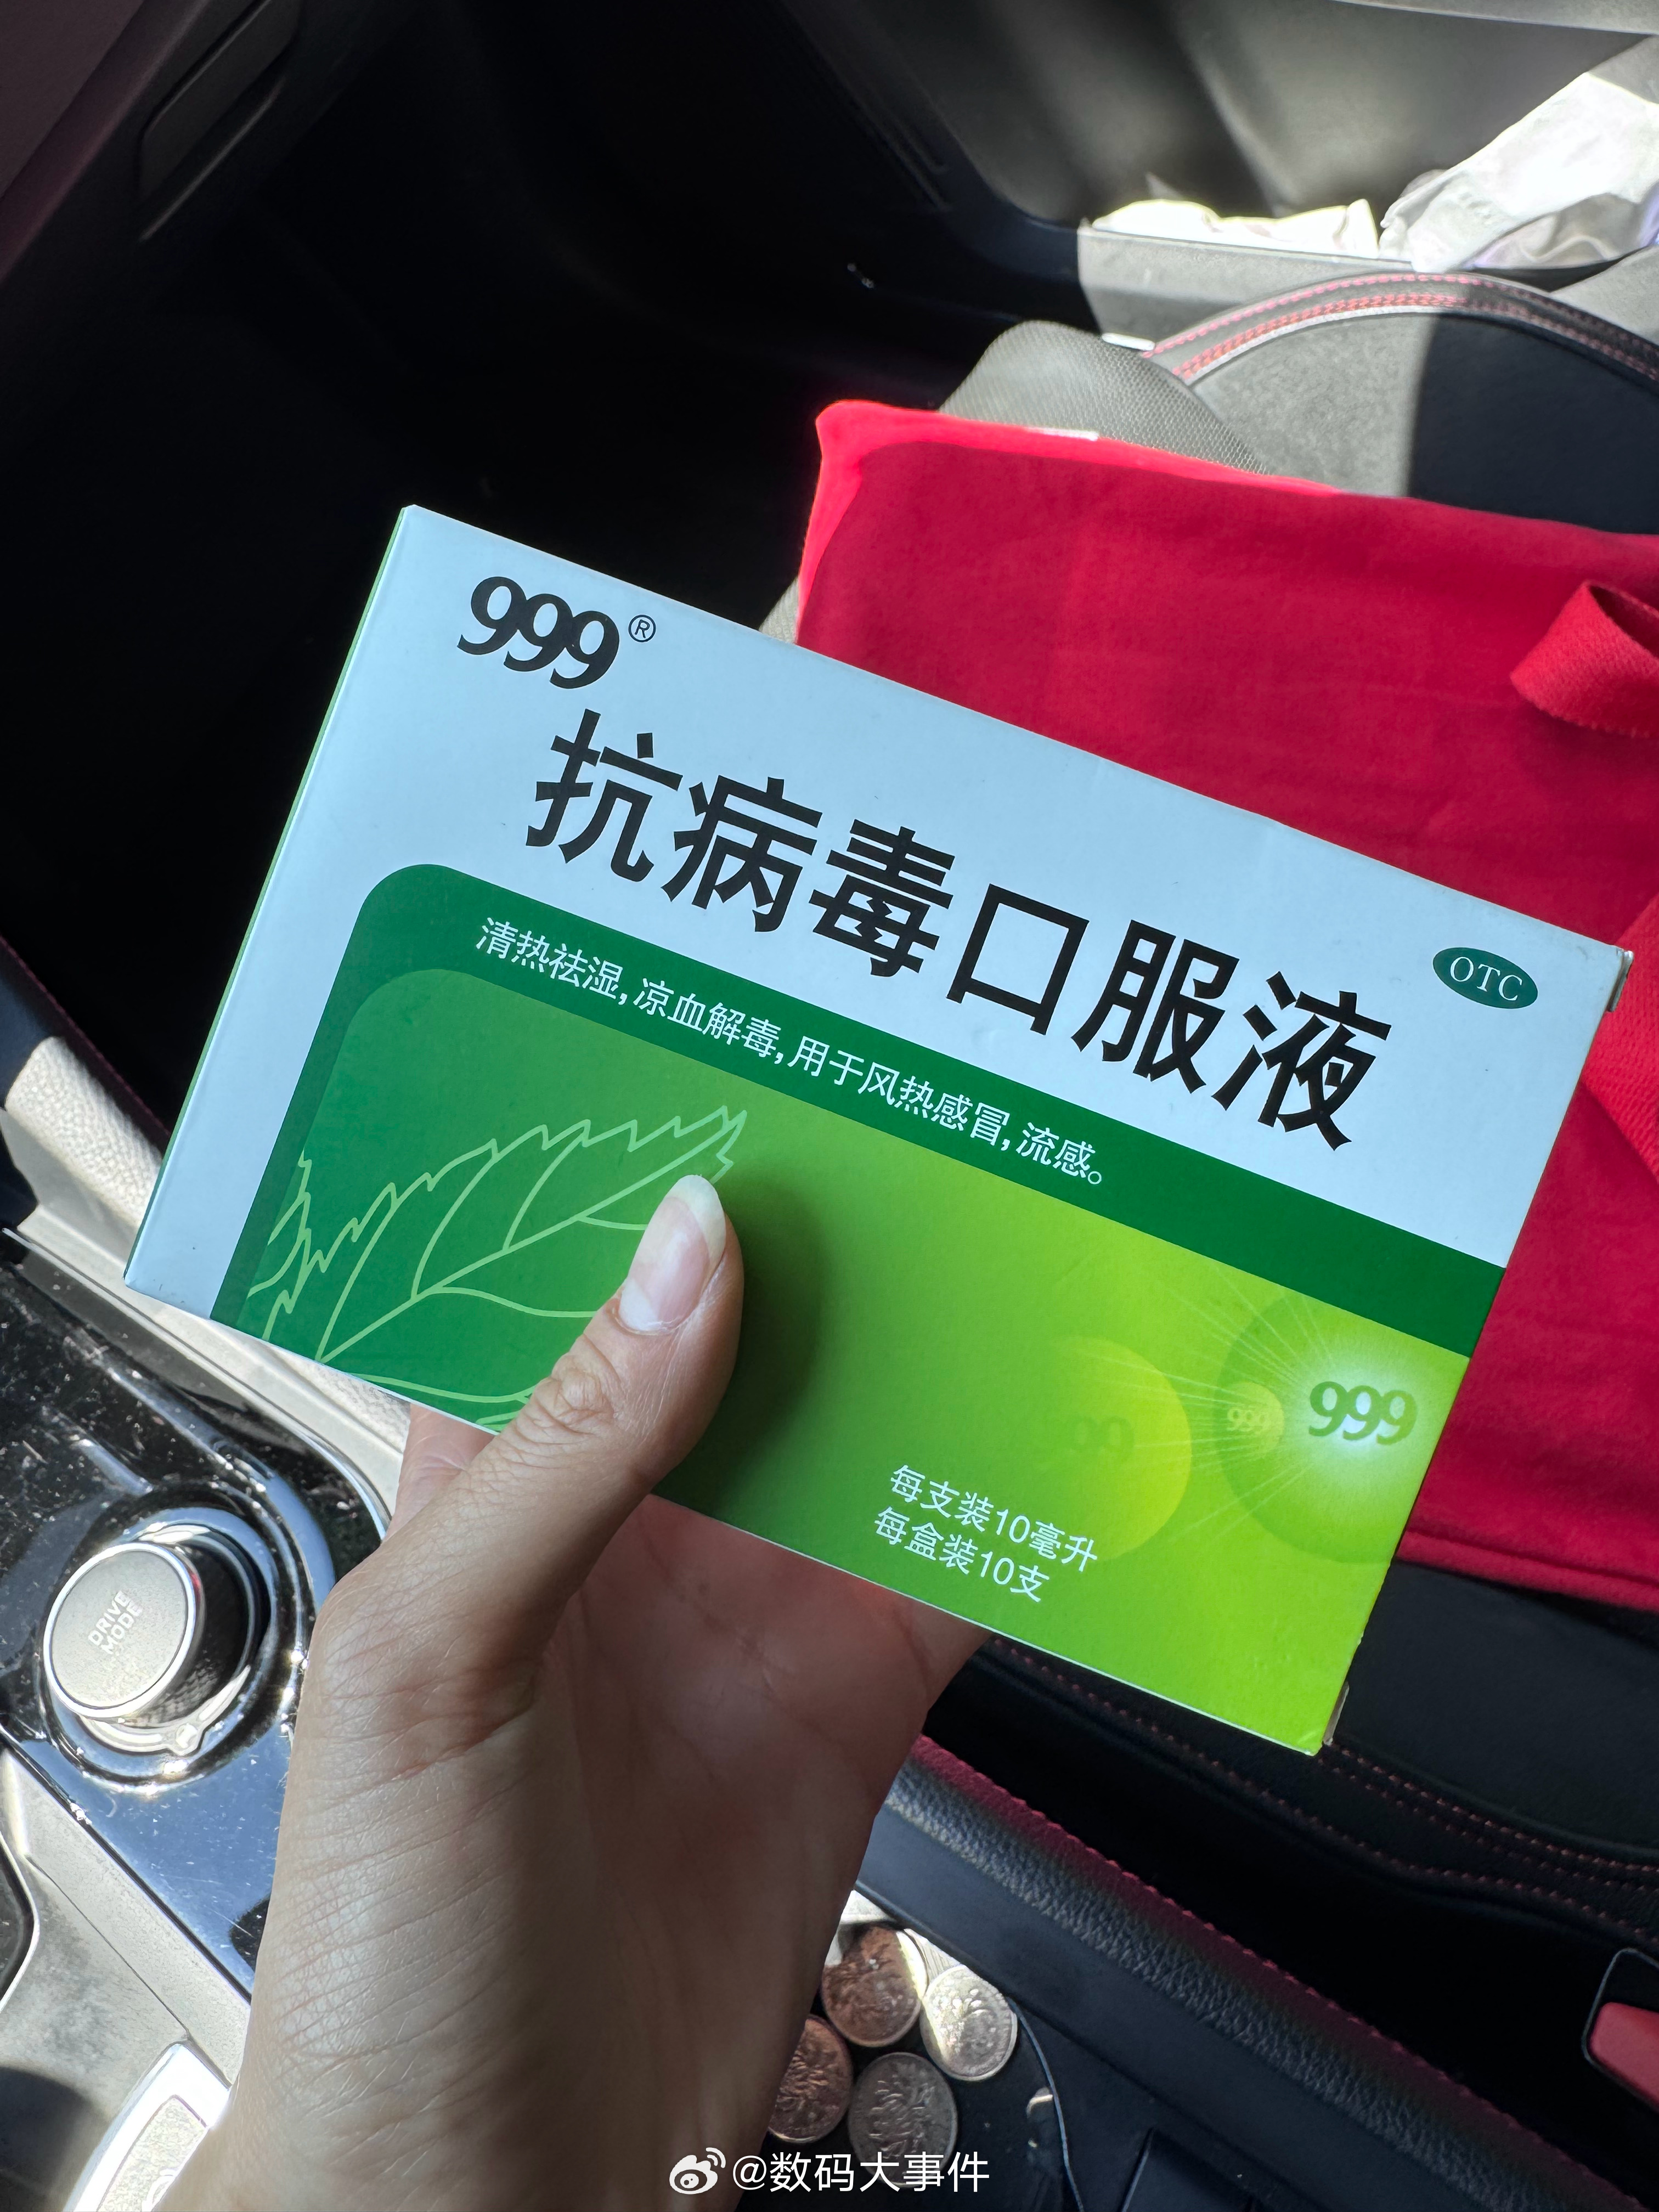 999®
抗病毒口服液
OTC
清热祛湿,凉血解毒,用于风热感冒,流感。
999
999
每支装10毫升
每盒装10支
DRIVE
MODE
@数码大事件